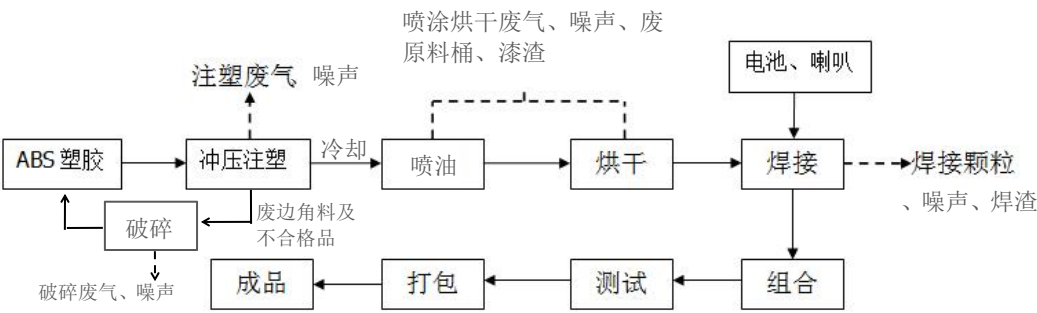 喷涂烘干废气、噪声、废
原料桶、漆渣
电池、喇叭
注塑废气、噪声
ABS 塑胶
冲压注塑
冷却
喷油
烘干
焊接
焊接颗粒
、噪声、焊渣
破碎
废边角料及
不合格品
破碎废气、噪声
成品
打包
测试
组合